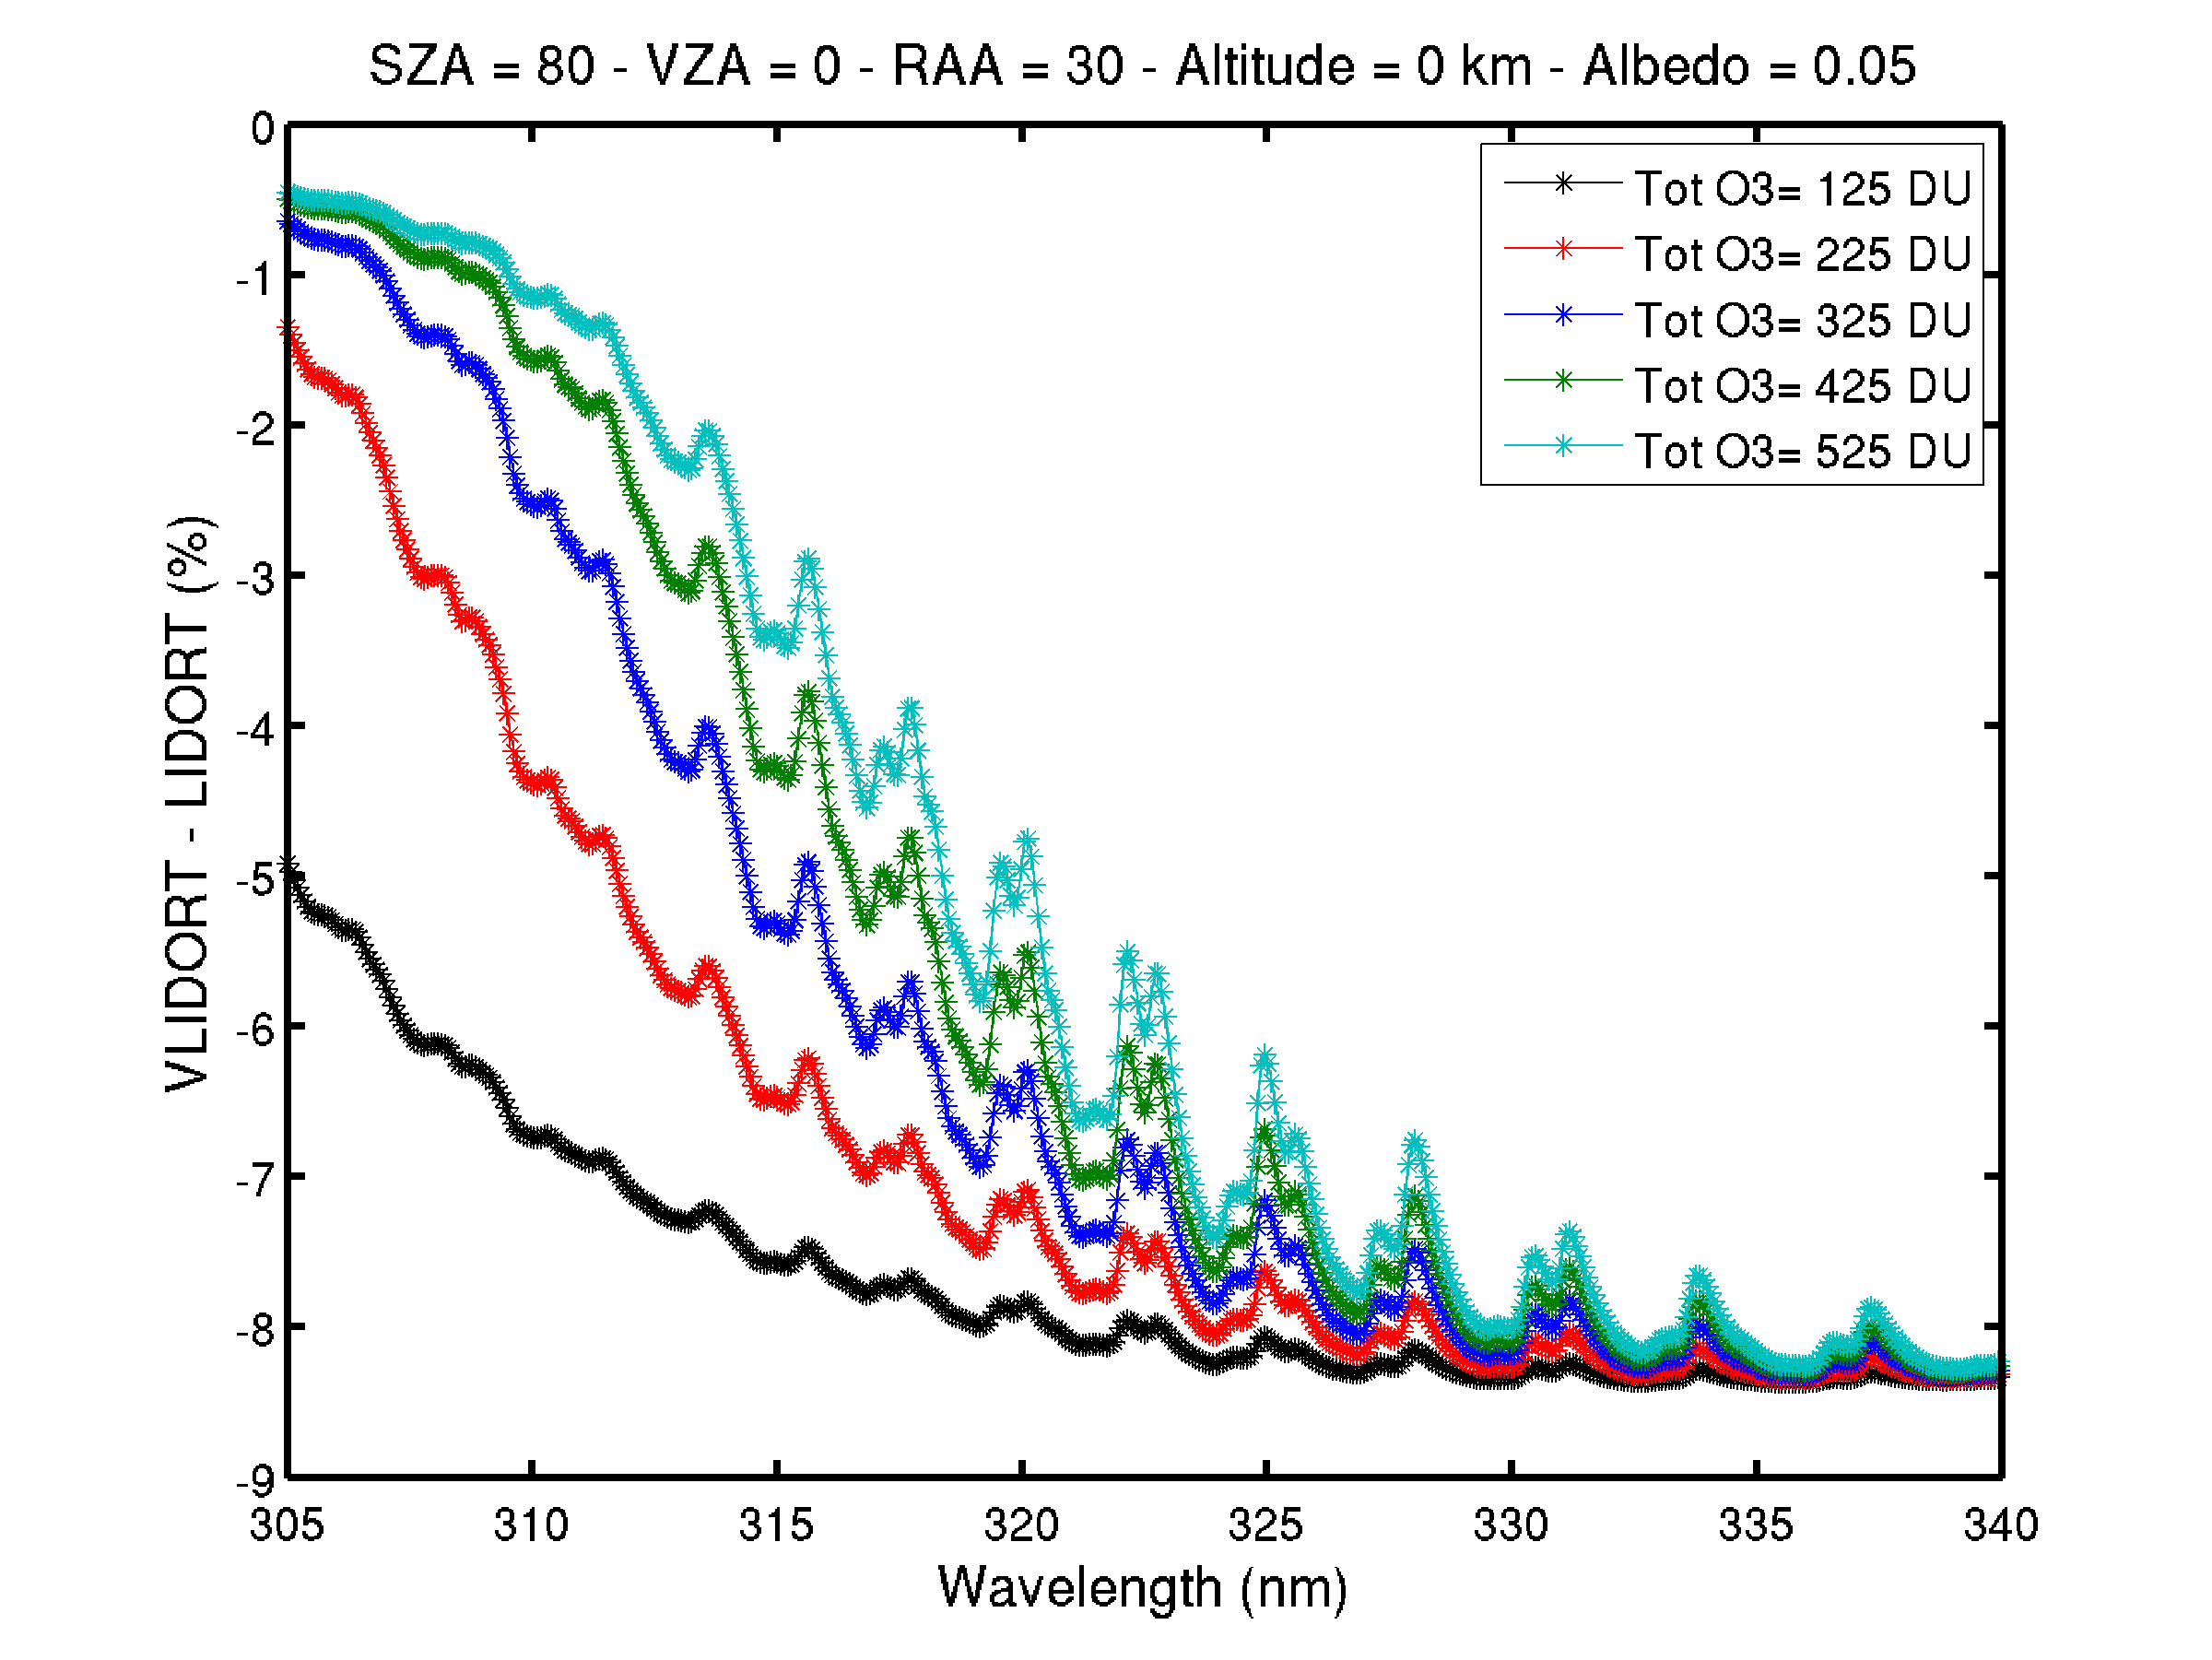 SZA = 80 - VZA = 0 - RAA = 30 - Altitude = 0 km - Albedo = 0.05
0
-1
-2
-3
-4
-5
-6
-7
-8
-9
VLIDORT - LIDORT (%)
Tot O3= 125 DU
Tot O3= 225 DU
Tot O3= 325 DU
Tot O3= 425 DU
Tot O3= 525 DU
305 310 315 320 325 330 335 340
Wavelength (nm)